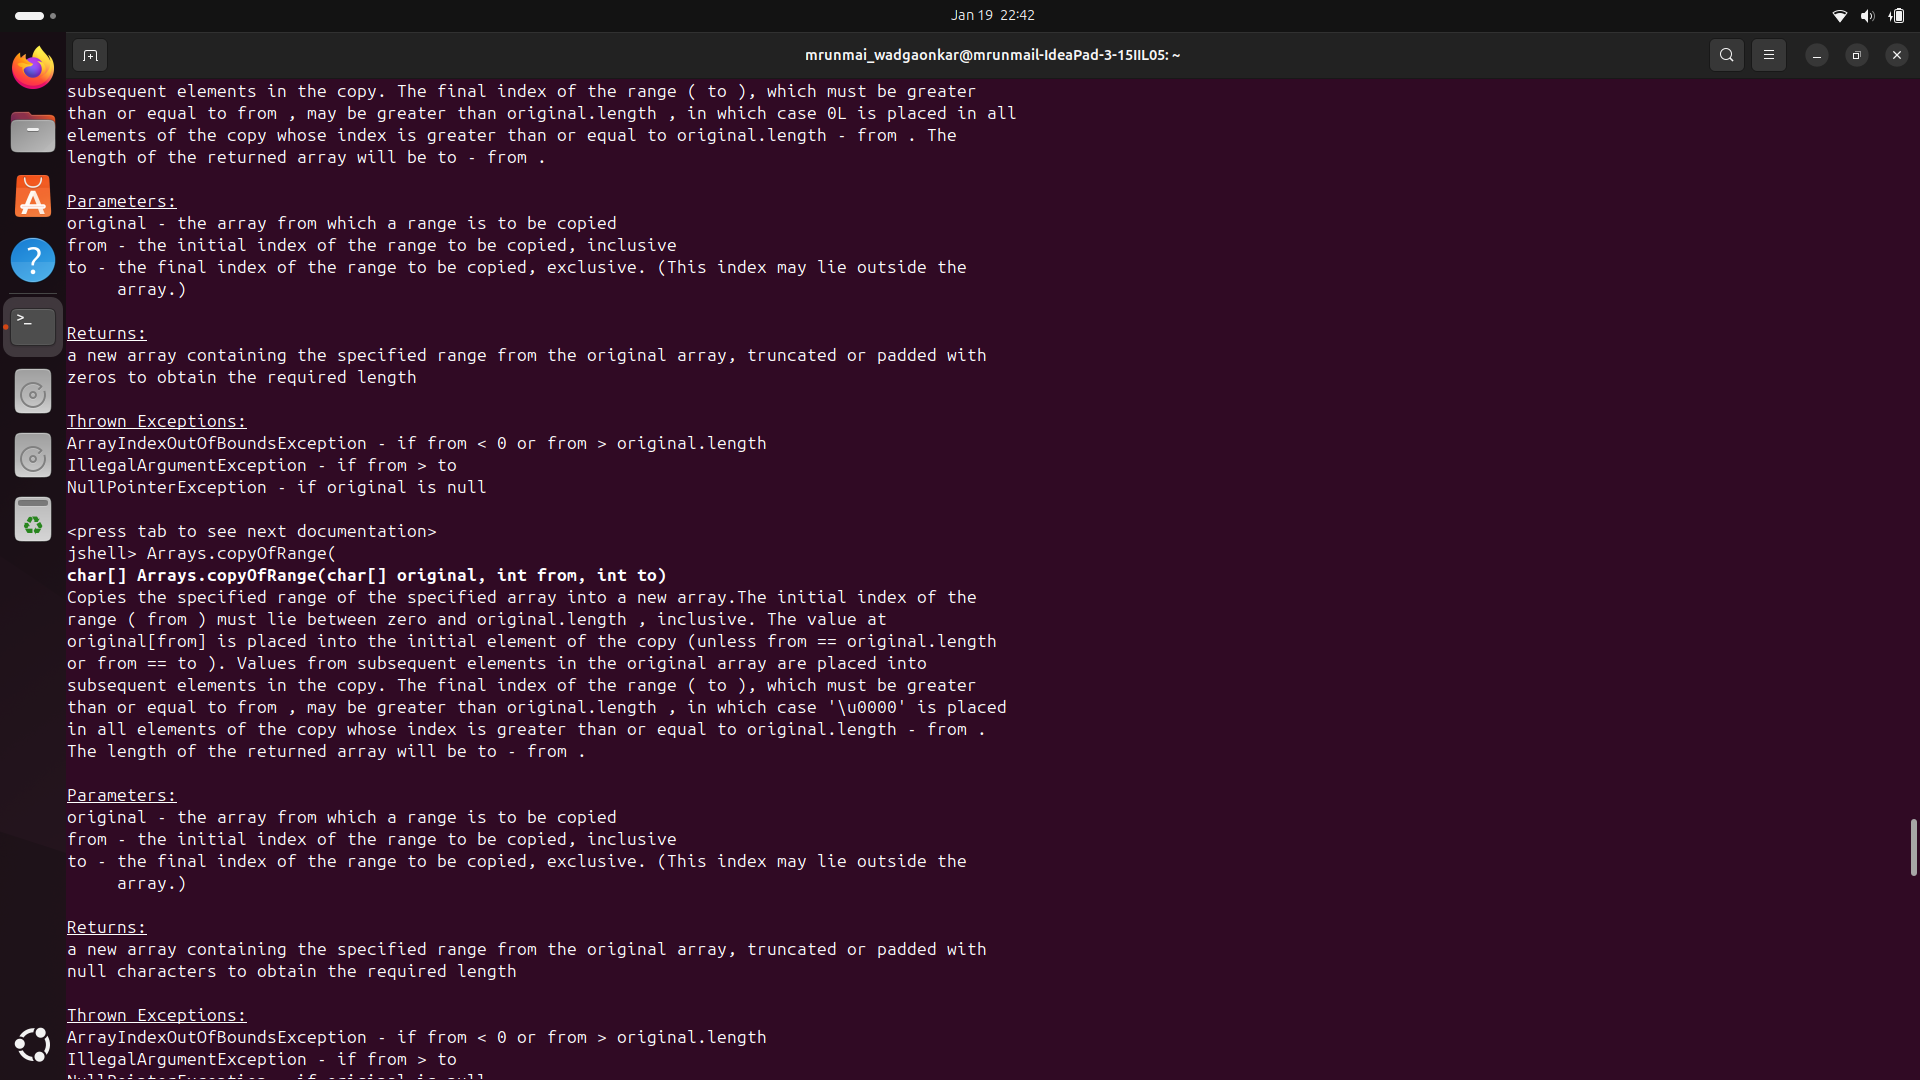 Jan 19 22:42
mrunmai_wadgaonkar@mrunmail-IdeaPad-3-15IIL05: ~
subsequent elements in the copy. The final index of the range ( to ), which must be greater
than or equal to from , may be greater than original.length , in which case 0L is placed in all
elements of the copy whose index is greater than or equal to original.length - from . The
length of the returned array will be to - from .
Parameters:
original - the array from which a range is to be copied
from - the initial index of the range to be copied, inclusive
to - the final index of the range to be copied, exclusive. (This index may lie outside the
array.)
Returns:
a new array containing the specified range from the original array, truncated or padded with
zeros to obtain the required length
Thrown Exceptions:
ArrayIndexOutOfBoundsException - if from < 0 or from > original.length
IllegalArgumentException - if from > to
NullPointerException - if original is null
<press tab to see next documentation>
jshell> Arrays.copyOfRange(
char[] Arrays.copyOfRange(char[] original, int from, int to)
Copies the specified range of the specified array into a new array.The initial index of the
range ( from ) must lie between zero and original.length , inclusive. The value at
original[from] is placed into the initial element of the copy (unless from == original.length
or from == to ). Values from subsequent elements in the original array are placed into
subsequent elements in the copy. The final index of the range ( to ), which must be greater
than or equal to from , may be greater than original.length , in which case '\u0000' is placed
in all elements of the copy whose index is greater than or equal to original.length - from .
The length of the returned array will be to - from .
Parameters:
original - the array from which a range is to be copied
from - the initial index of the range to be copied, inclusive
to - the final index of the range to be copied, exclusive. (This index may lie outside the
array.)
Returns:
a new array containing the specified range from the original array, truncated or padded with
null characters to obtain the required length
Thrown Exceptions:
ArrayIndexOutOfBoundsException - if from < 0 or from > original.length
IllegalArgumentException - if from > to
NullPointerException - if original is null